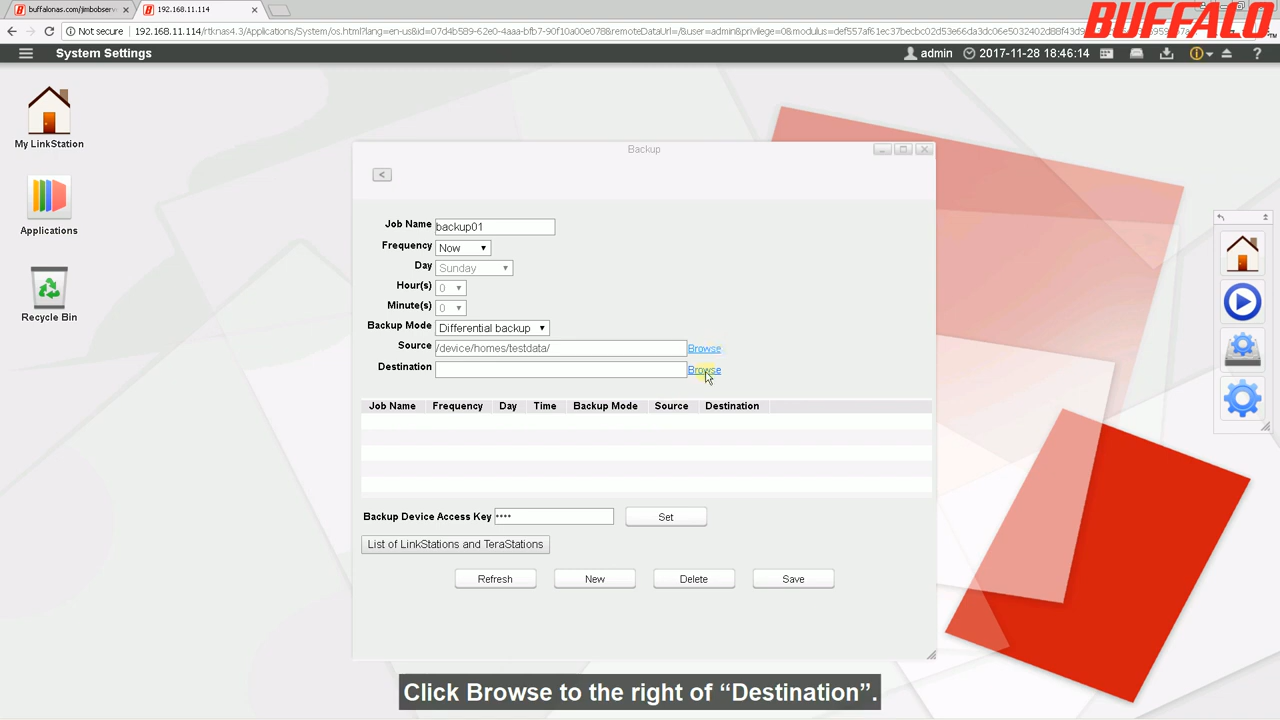 buffalonas.com/jmbobserv
192.168.11.114
BUFFALO
Not secure
System Settings
admin
2017-11-28 18:46:14
My LinkStation
Applications
Recycle Bin
Backup
<
Job Name
backup01
Frequency
Now
Day
Sunday
Hour(s)
0
Minute(s)
0
Backup Mode
Differential backup
Source
/device/homes/testdata/
Browse
Destination
Browse
Job Name Frequency Day Time Backup Mode Source Destination
Backup Device Access Key
••••
Set
List of LinkStations and TeraStations
Refresh
New
Delete
Save
Click Browse to the right of “Destination”.